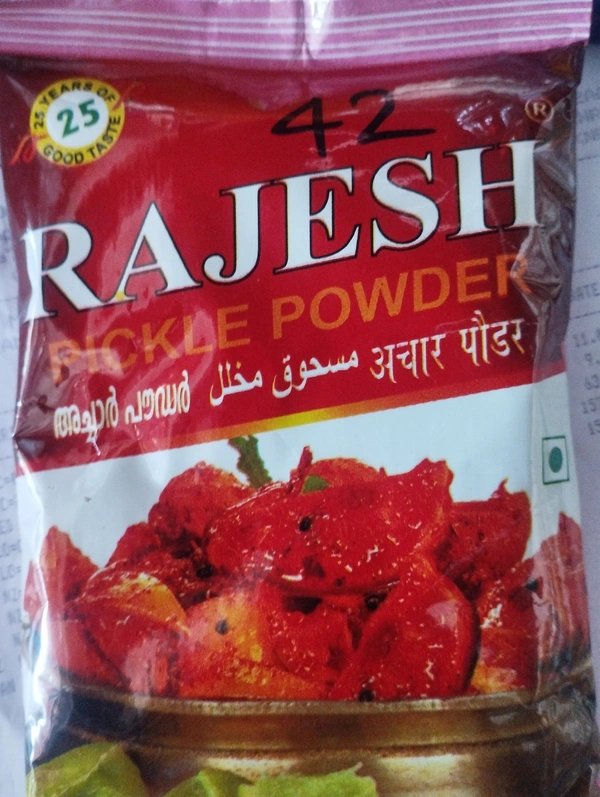 25 YEARS OF
25
GOOD TASTE
42
®
RAJESH
PICKLE POWDER
അച്ചാർ പൗഡർ مسحوق مخلل अचार पौडर